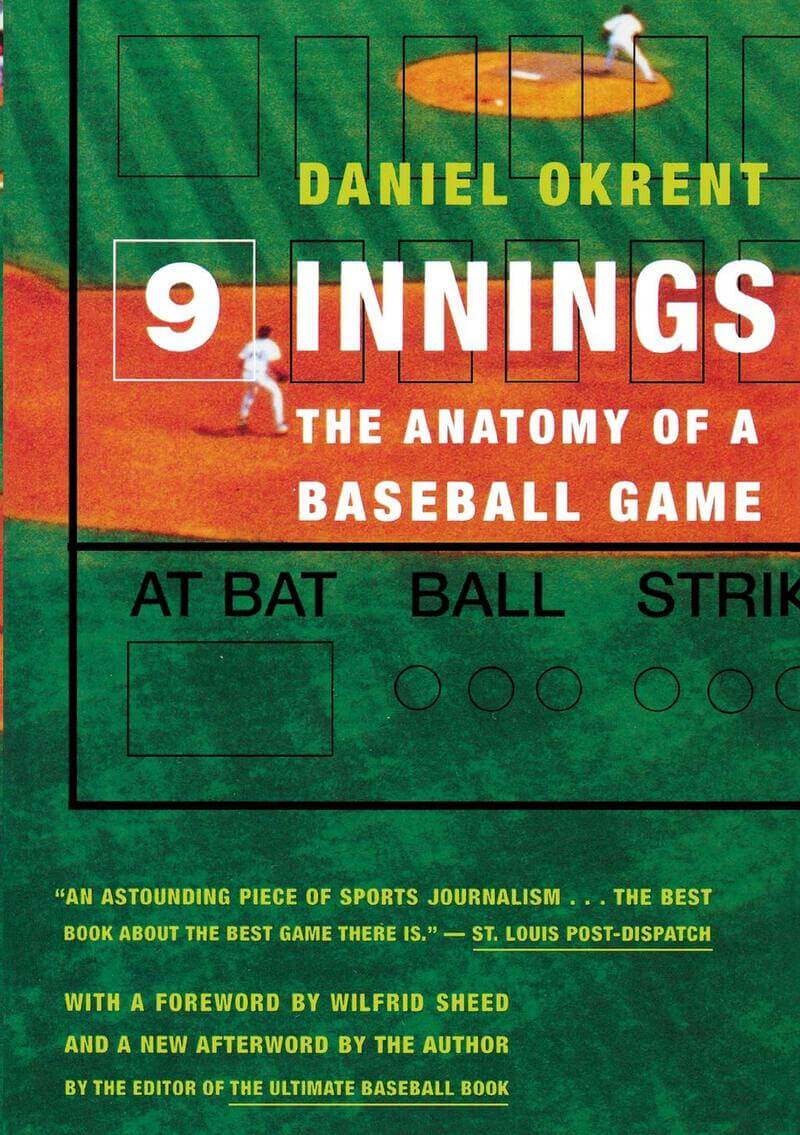 DANIEL OKRENT
9 INNINGS
THE ANATOMY OF A
BASEBALL GAME
AT BAT BALL STRIK
“AN ASTOUNDING PIECE OF SPORTS JOURNALISM . . . THE BEST
BOOK ABOUT THE BEST GAME THERE IS.” — ST. LOUIS POST-DISPATCH
WITH A FOREWORD BY WILFRID SHEED
AND A NEW AFTERWORD BY THE AUTHOR
BY THE EDITOR OF THE ULTIMATE BASEBALL BOOK